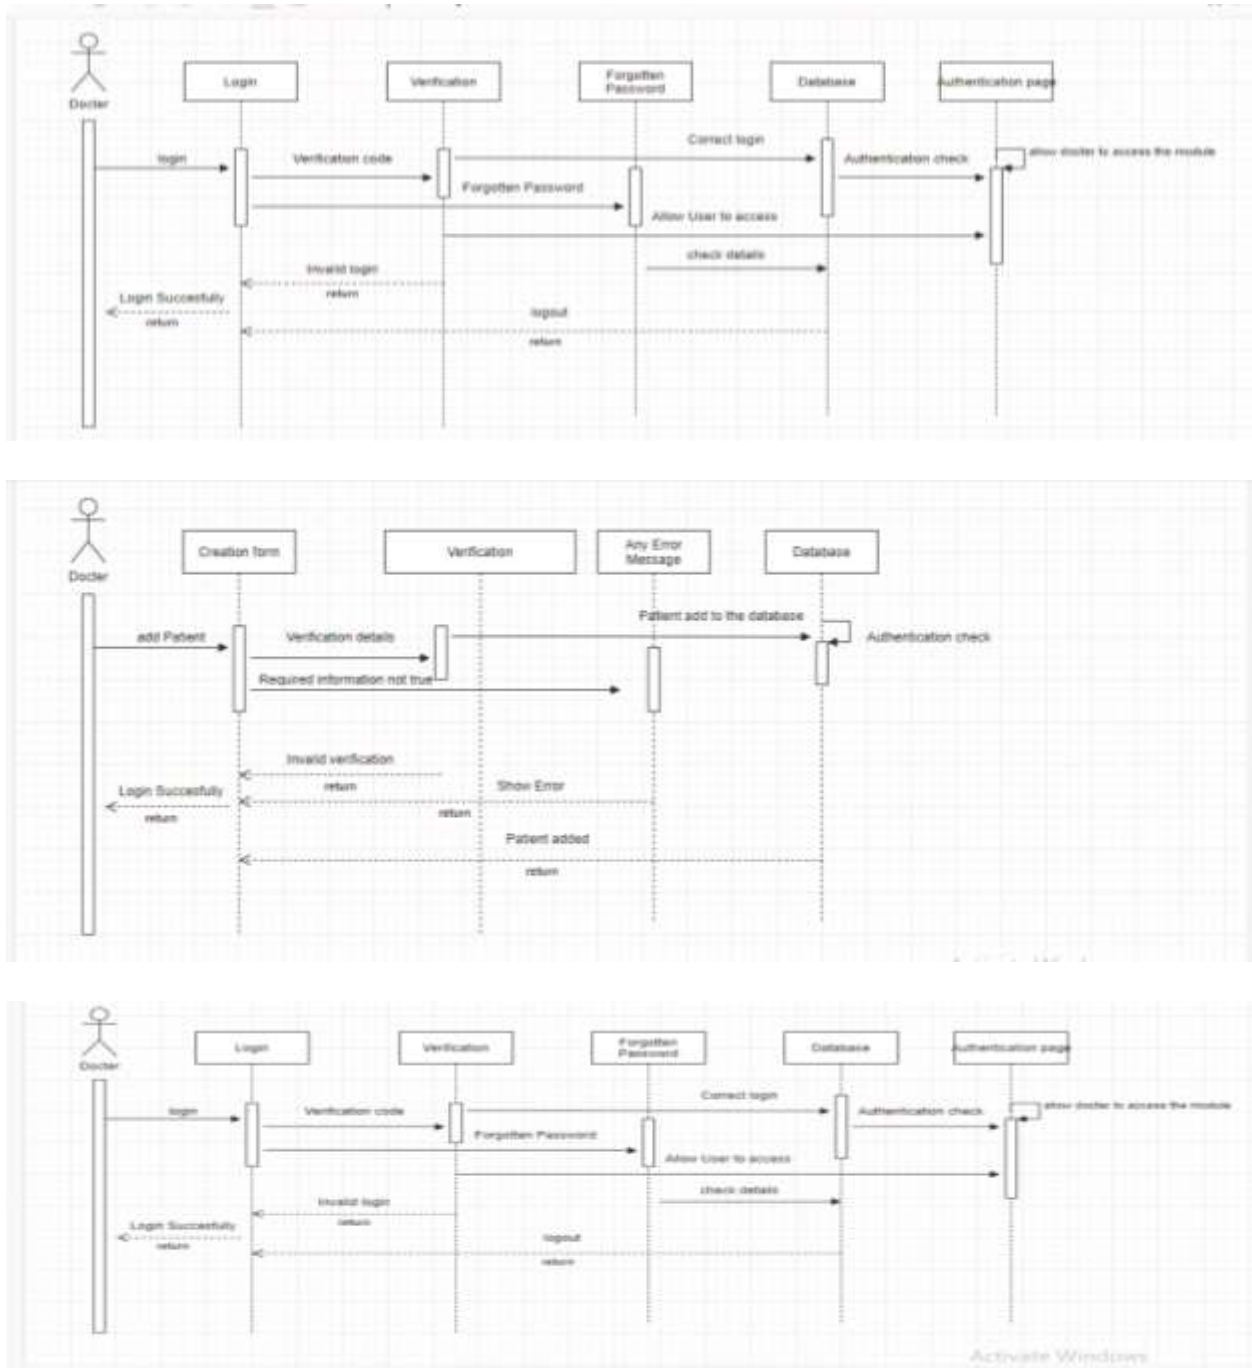 Docter
Login
Verification
Forgotten
Password
Database
Authentication page
login
Verification code
Correct login
Authentication check
allow docter to access the module
Forgotten Password
Allow User to access
check details
Invalid login
return
Login Succesfully
return
logout
return
Docter
Creation form
Verification
Any Error
Message
Database
add Patient
Verification details
Patient add to the database
Authentication check
Required information not true
Invalid verification
return
Show Error
return
Login Succesfully
return
Patient added
return
Docter
Login
Verification
Forgotten
Password
Database
Authentication page
login
Verification code
Correct login
Authentication check
allow docter to access the module
Forgotten Password
Allow User to access
check details
Invalid login
return
Login Succesfully
return
logout
return
Activate Windows